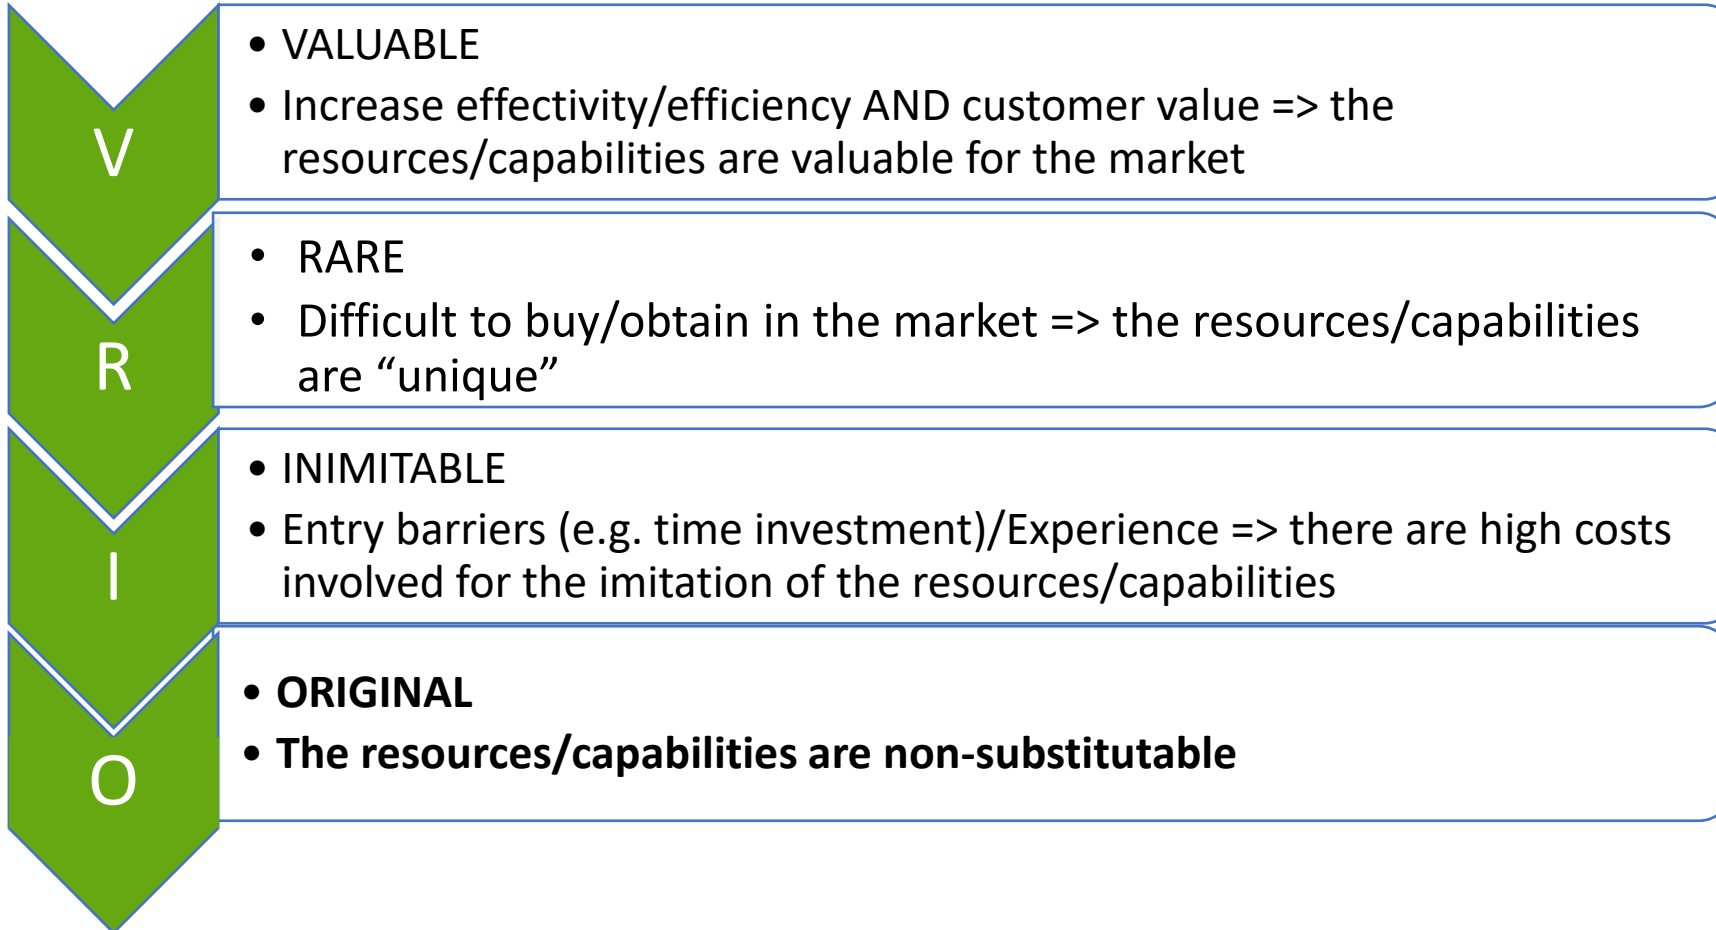 V
• VALUABLE
• Increase effectivity/efficiency AND customer value => the
resources/capabilities are valuable for the market
R
• RARE
• Difficult to buy/obtain in the market => the resources/capabilities
are “unique”
I
• INIMITABLE
• Entry barriers (e.g. time investment)/Experience => there are high costs
involved for the imitation of the resources/capabilities
O
• ORIGINAL
• The resources/capabilities are non-substitutable